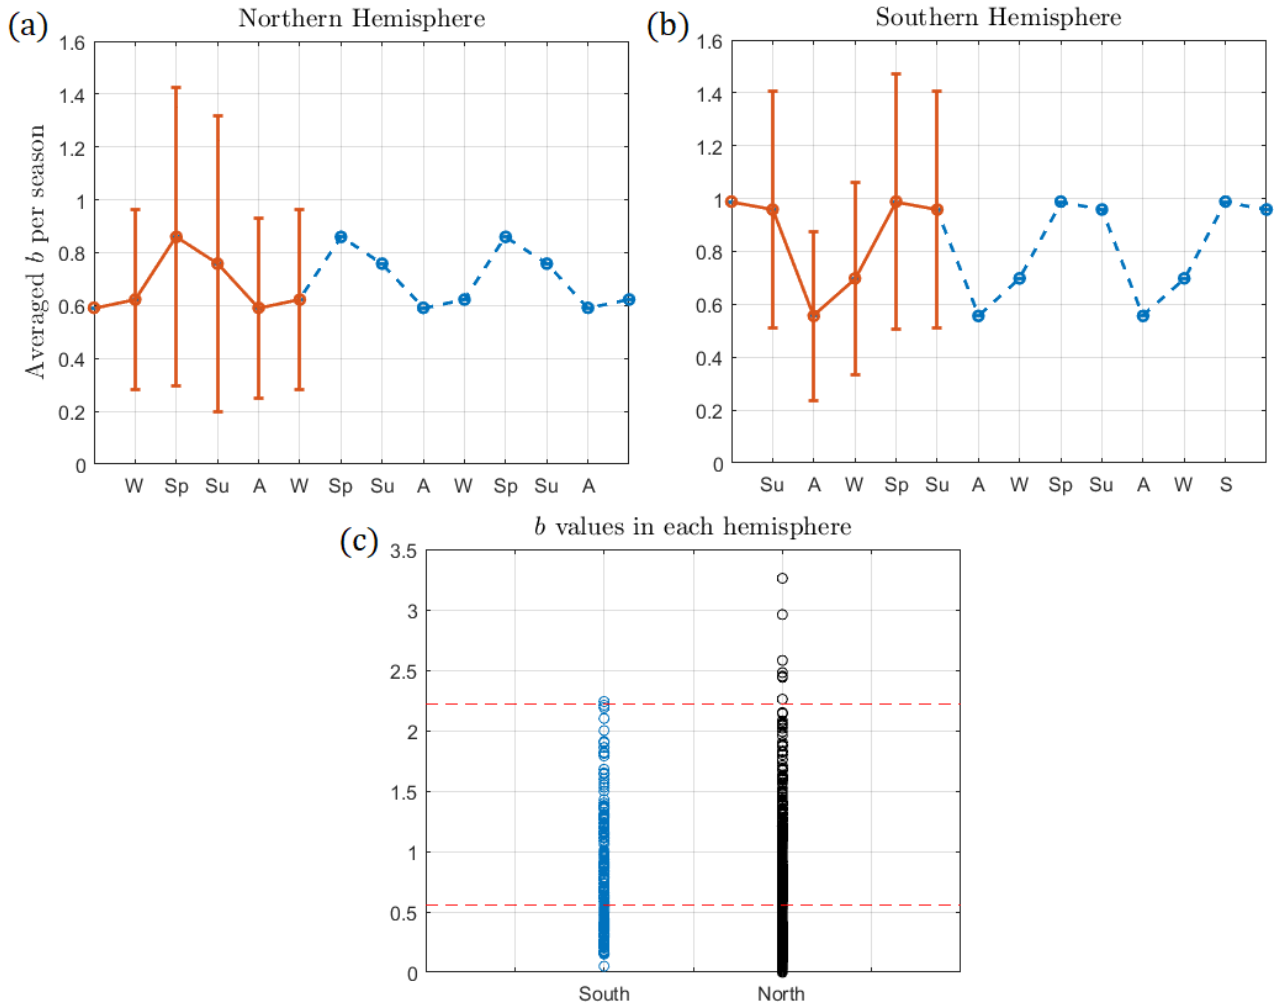 (a)
Northern Hemisphere
1.6
1.4
1.2
1
0.8
0.6
0.4
0.2
0
Averaged b per season
W Sp Su A W Sp Su A W Sp Su A
(b)
Southern Hemisphere
1.6
1.4
1.2
1
0.8
0.6
0.4
0.2
0
Su A W Sp Su A W Sp Su A W S
(c)
b values in each hemisphere
3.5
3
2.5
2
1.5
1
0.5
0
South North